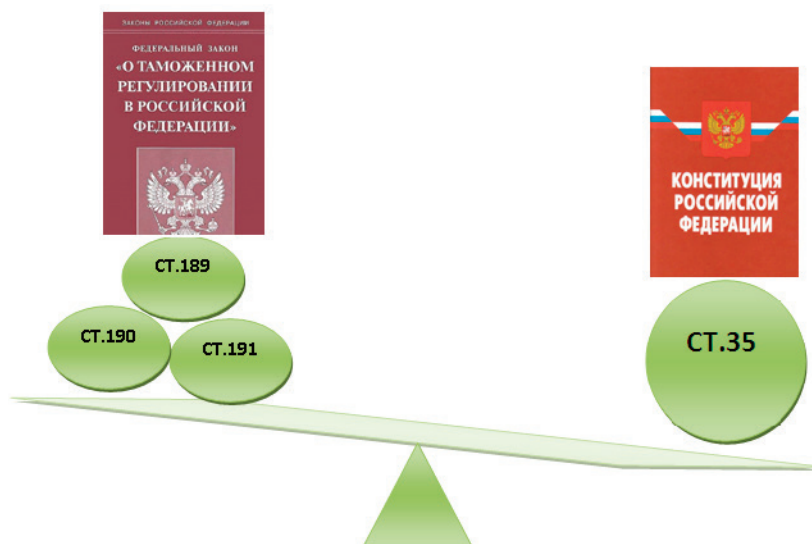 ЗАКОНЫ РОССИЙСКОЙ ФЕДЕРАЦИИ
ФЕДЕРАЛЬНЫЙ ЗАКОН
«О ТАМОЖЕННОМ
РЕГУЛИРОВАНИИ
В РОССИЙСКОЙ
ФЕДЕРАЦИИ»
КОНСТИТУЦИЯ
РОССИЙСКОЙ
ФЕДЕРАЦИИ
СТ.189
СТ.190
СТ.191
СТ.35